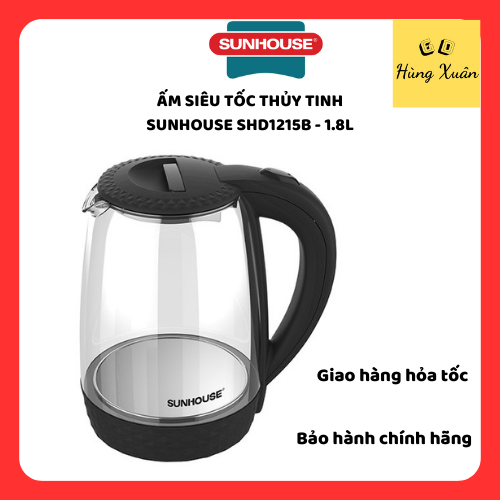 SUNHOUSE®
Hùng Xuân
ẤM SIÊU TỐC THỦY TINH
SUNHOUSE SHD1215B - 1.8L
SUNHOUSE®
Giao hàng hỏa tốc
Bảo hành chính hãng